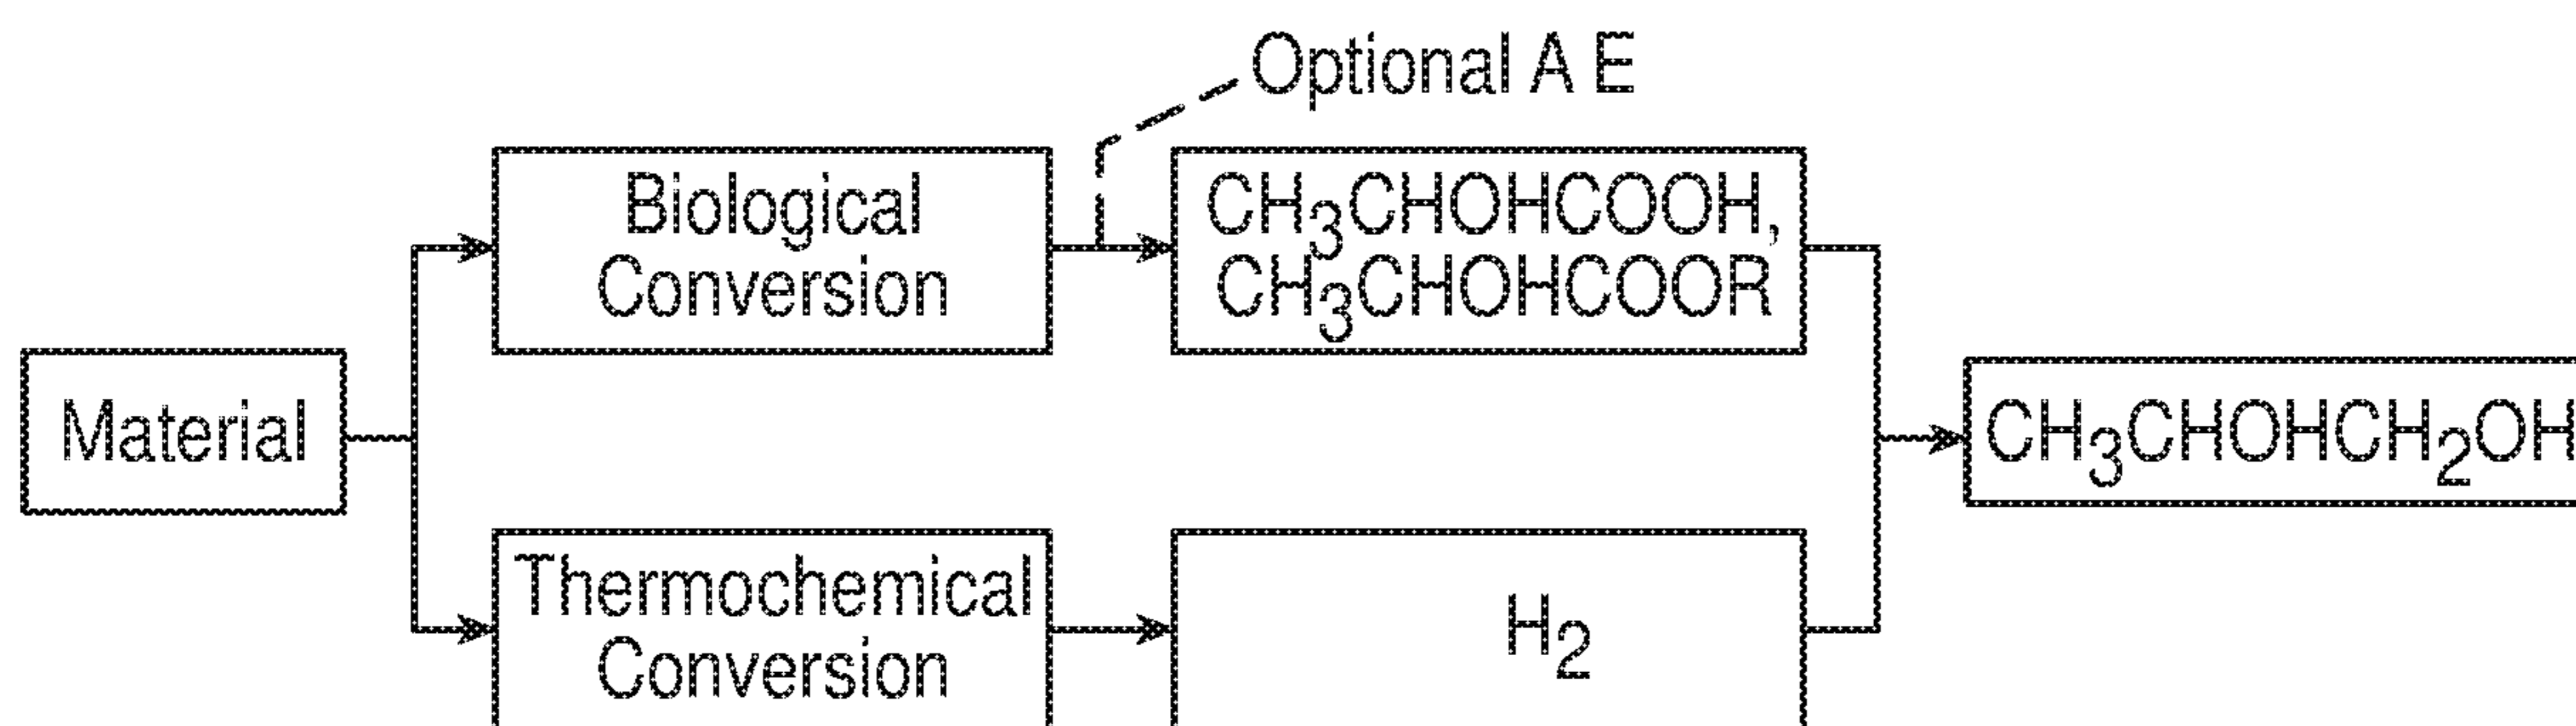 Optional A E
Biological
Conversion
CH₃CHOHCOOH,
CH₃CHOHCOOR
Material
CH₃CHOHCH₂OH
Thermochemical
Conversion
H₂